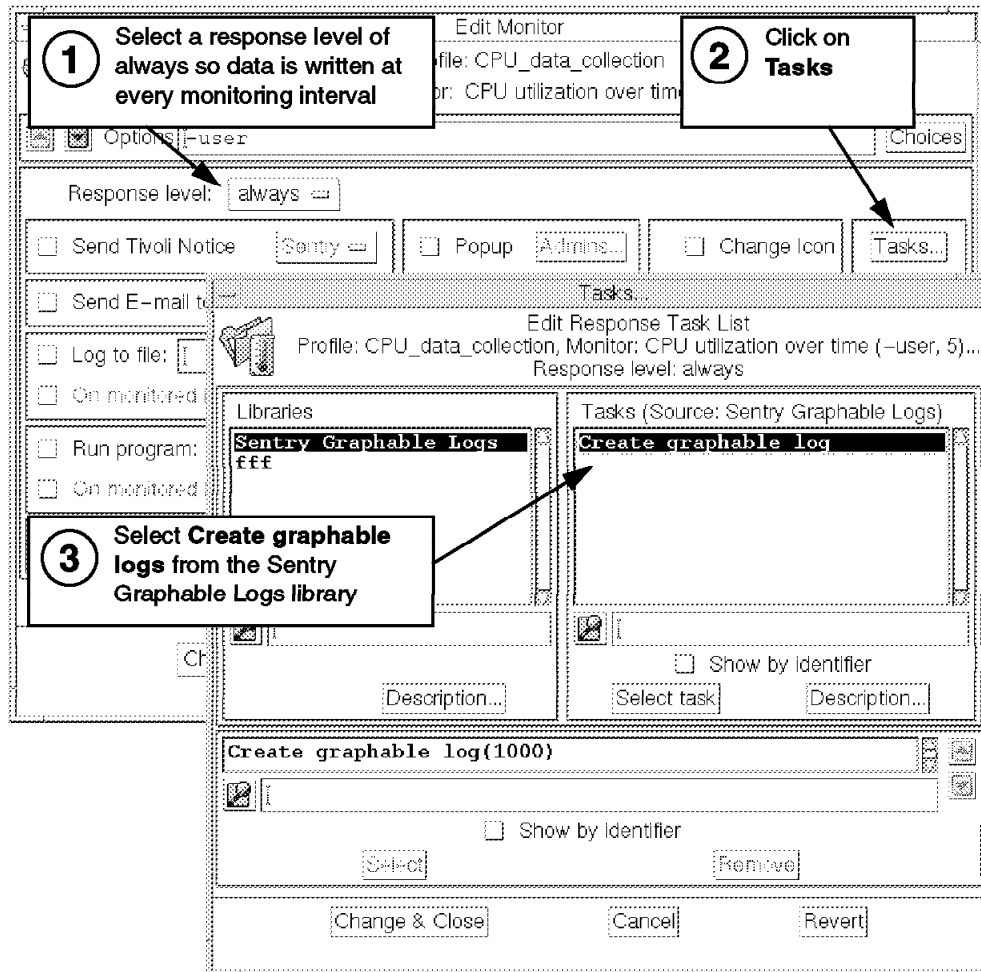 Edit Monitor
1 Select a response level of
always so data is written at
every monitoring interval
2 Click on
Tasks
file: CPU_data_collection
or: CPU utilization over tim
Options -user Choices
Response level: always
Send Tivoli Notice Sentry Popup Admins... Change Icon Tasks...
Send E-mail to
Log to file:
On monitored
Run program:
On monitored
Tasks...
Edit Response Task List
Profile: CPU_data_collection, Monitor: CPU utilization over time (-user, 5)...
Response level: always
Libraries
Sentry Graphable Logs
fff
Tasks (Source: Sentry Graphable Logs)
Create graphable log
3 Select Create graphable
logs from the Sentry
Graphable Logs library
Ch
Description...
Show by identifier
Select task Description...
Create graphable log(1000)
Show by identifier
Select Remove
Change & Close Cancel Revert